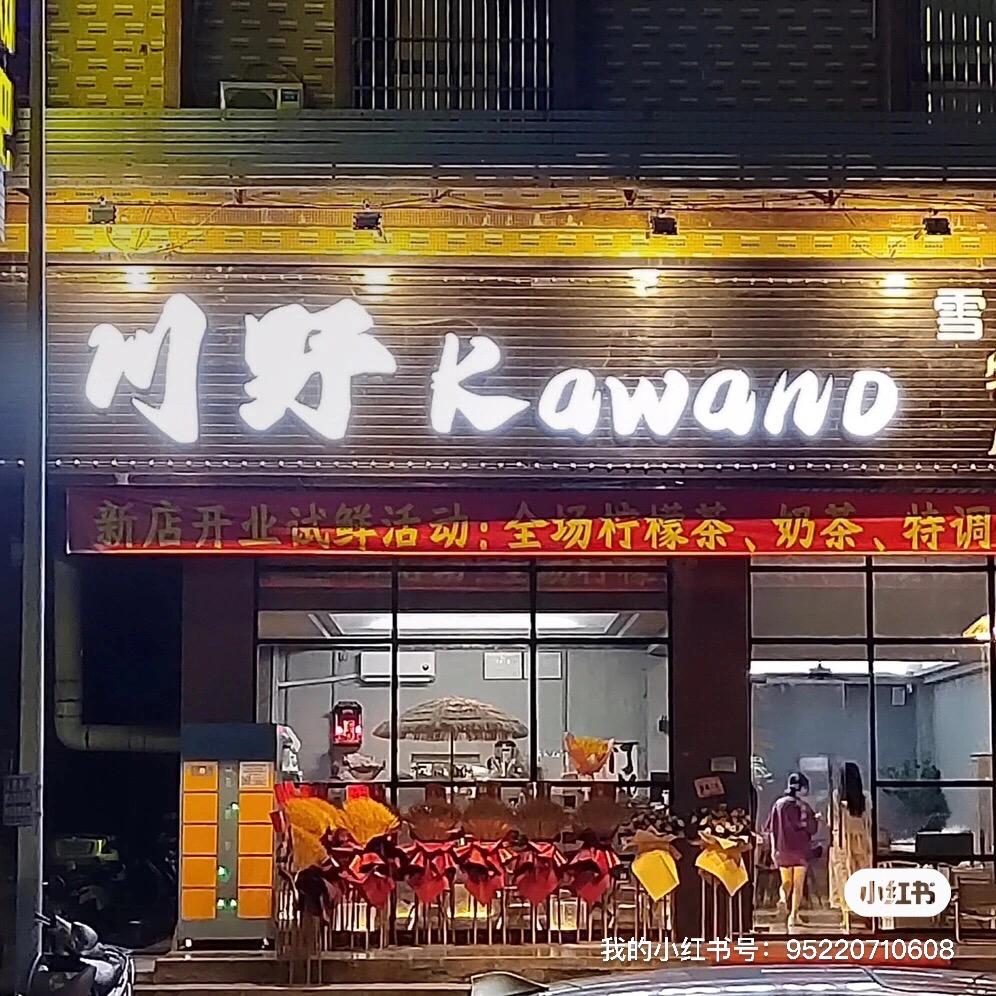 川野 Kawano
雪
新店开业试鲜活动：全场柠檬茶、奶茶、特调
小红书
我的小红书号：95220710608